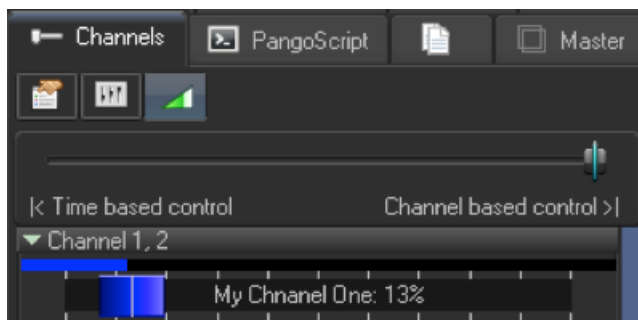 Channels PangoScript Master
|< Time based control Channel based control >|
Channel 1, 2
My Chnanel One: 13%